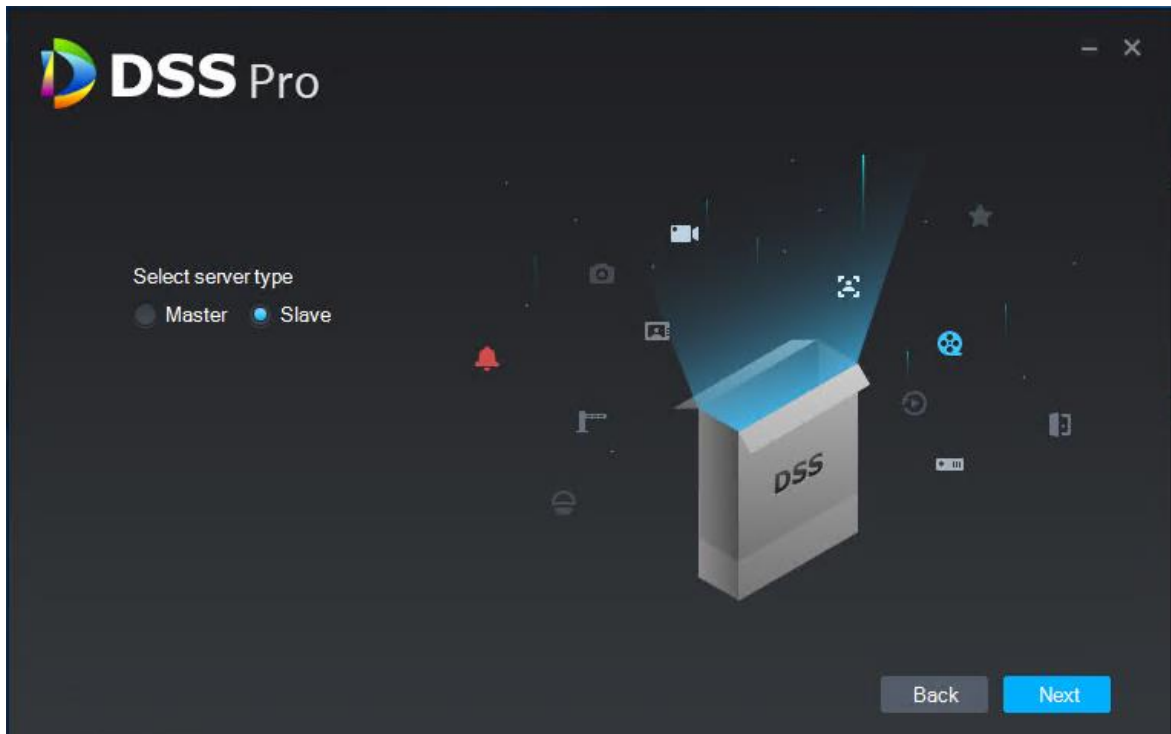 DSS Pro
Select server type
Master Slave
DSS
Back Next